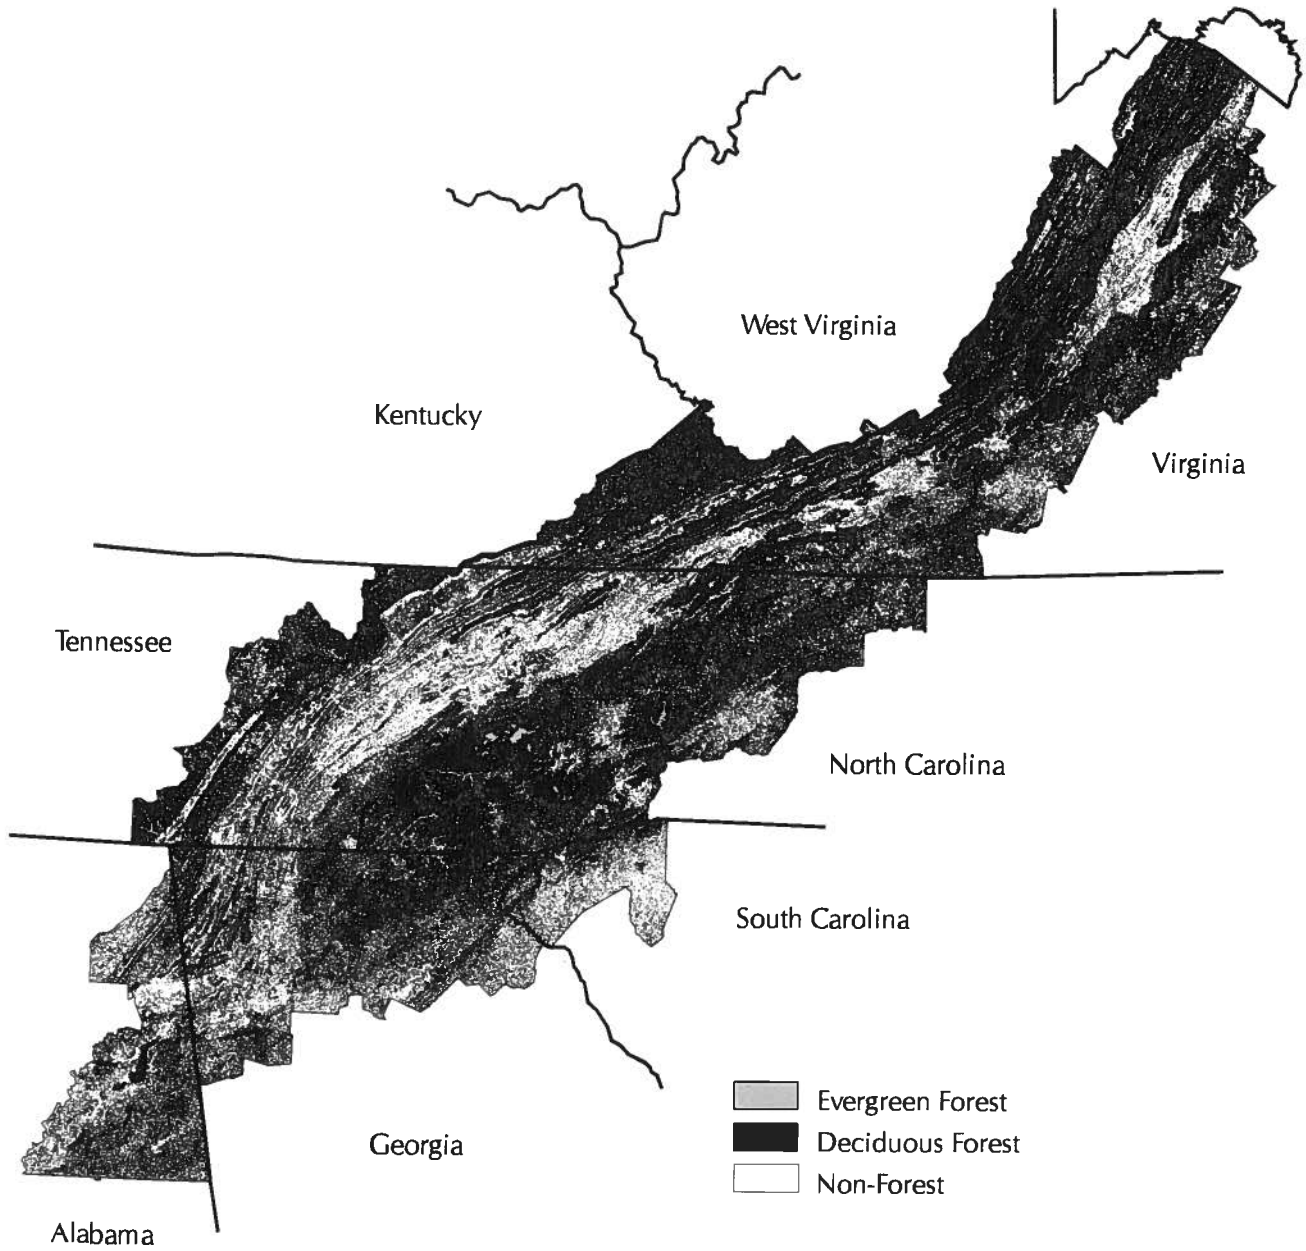 West Virginia
Kentucky
Virginia
Tennessee
North Carolina
South Carolina
Evergreen Forest
Deciduous Forest
Non-Forest
Georgia
Alabama